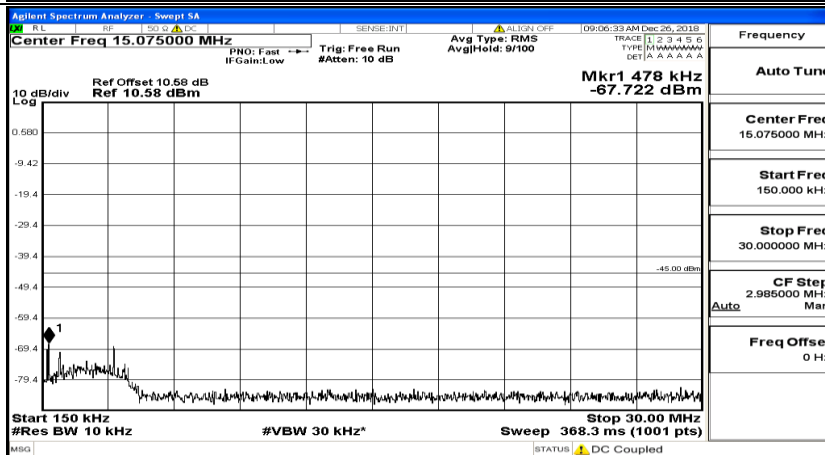 Agilent Spectrum Analyzer - Swept SA
LXI RL RF 50 Ω DC SENSE:INT ALIGN OFF 09:06:33 AM Dec 26, 2018
Center Freq 15.075000 MHz
PNO: Fast
IFGain:Low
Trig: Free Run
#Atten: 10 dB
Avg Type: RMS
Avg|Hold: 9/100
TRACE 1 2 3 4 5 6
TYPE M WWWWW
DET A A A A A A
Frequency
Auto Tune
Ref Offset 10.58 dB
10 dB/div Ref 10.58 dBm
Log
Mkr1 478 kHz
-67.722 dBm
Center Freq
15.075000 MHz
0.580
-9.42
-19.4
-29.4
-39.4
-49.4
-59.4
-69.4
-79.4
-45.00 dBm
1
Start Freq
150.000 kHz
Stop Freq
30.000000 MHz
CF Step
2.985000 MHz
Auto Man
Freq Offset
0 Hz
Start 150 kHz Stop 30.00 MHz
#Res BW 10 kHz #VBW 30 kHz* Sweep 368.3 ms (1001 pts)
MSG STATUS DC Coupled